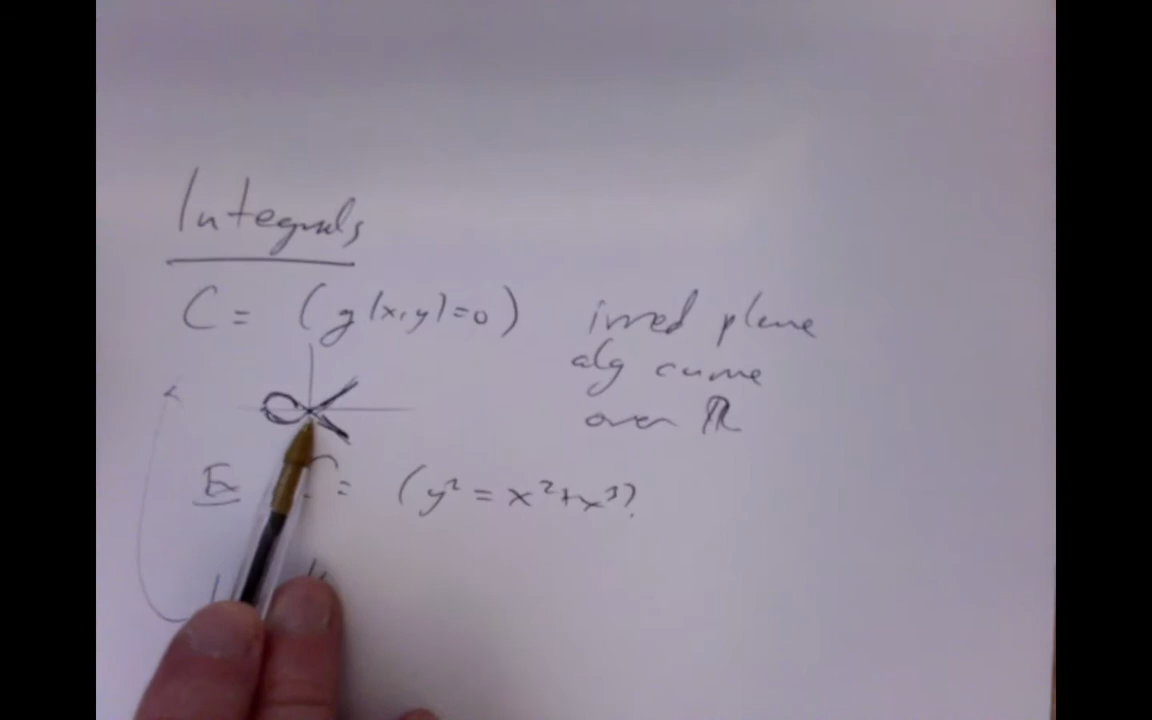 Integrals
C = (g(x,y)=0) irred plane
alg curve
over ℝ
Ex C = (y² = x²+x³)